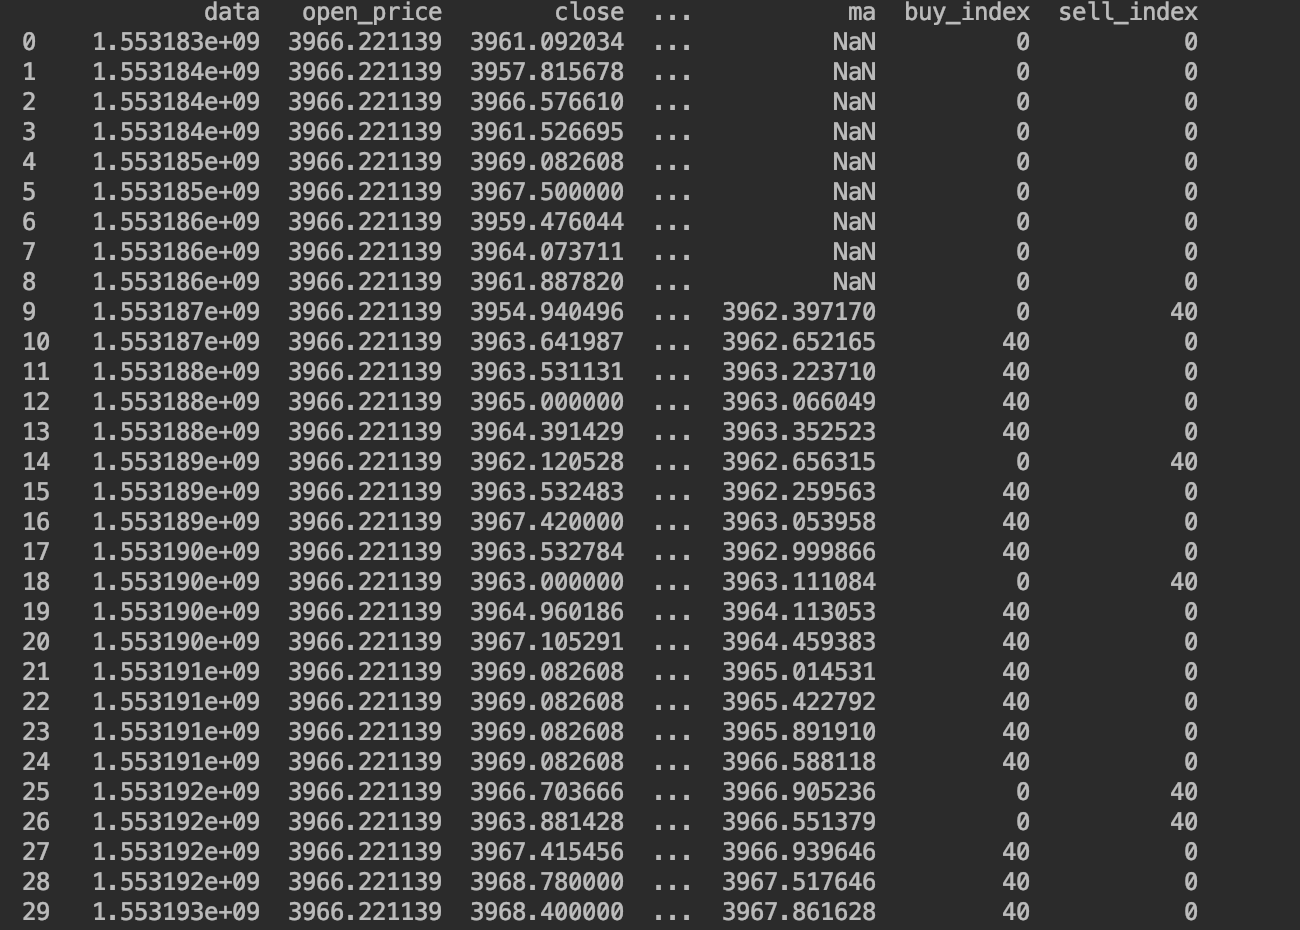 data open_price close ... ma buy_index sell_index
0 1.553183e+09 3966.221139 3961.092034 ... NaN 0 0
1 1.553184e+09 3966.221139 3957.815678 ... NaN 0 0
2 1.553184e+09 3966.221139 3966.576610 ... NaN 0 0
3 1.553184e+09 3966.221139 3961.526695 ... NaN 0 0
4 1.553185e+09 3966.221139 3969.082608 ... NaN 0 0
5 1.553185e+09 3966.221139 3967.500000 ... NaN 0 0
6 1.553186e+09 3966.221139 3959.476044 ... NaN 0 0
7 1.553186e+09 3966.221139 3964.073711 ... NaN 0 0
8 1.553186e+09 3966.221139 3961.887820 ... NaN 0 0
9 1.553187e+09 3966.221139 3954.940496 ... 3962.397170 0 40
10 1.553187e+09 3966.221139 3963.641987 ... 3962.652165 40 0
11 1.553188e+09 3966.221139 3963.531131 ... 3963.223710 40 0
12 1.553188e+09 3966.221139 3965.000000 ... 3963.066049 40 0
13 1.553188e+09 3966.221139 3964.391429 ... 3963.352523 40 0
14 1.553189e+09 3966.221139 3962.120528 ... 3962.656315 0 40
15 1.553189e+09 3966.221139 3963.532483 ... 3962.259563 40 0
16 1.553189e+09 3966.221139 3967.420000 ... 3963.053958 40 0
17 1.553190e+09 3966.221139 3963.532784 ... 3962.999866 40 0
18 1.553190e+09 3966.221139 3963.000000 ... 3963.111084 0 40
19 1.553190e+09 3966.221139 3964.960186 ... 3964.113053 40 0
20 1.553190e+09 3966.221139 3967.105291 ... 3964.459383 40 0
21 1.553191e+09 3966.221139 3969.082608 ... 3965.014531 40 0
22 1.553191e+09 3966.221139 3969.082608 ... 3965.422792 40 0
23 1.553191e+09 3966.221139 3969.082608 ... 3965.891910 40 0
24 1.553191e+09 3966.221139 3969.082608 ... 3966.588118 40 0
25 1.553192e+09 3966.221139 3966.703666 ... 3966.905236 0 40
26 1.553192e+09 3966.221139 3963.881428 ... 3966.551379 0 40
27 1.553192e+09 3966.221139 3967.415456 ... 3966.939646 40 0
28 1.553192e+09 3966.221139 3968.780000 ... 3967.517646 40 0
29 1.553193e+09 3966.221139 3968.400000 ... 3967.861628 40 0